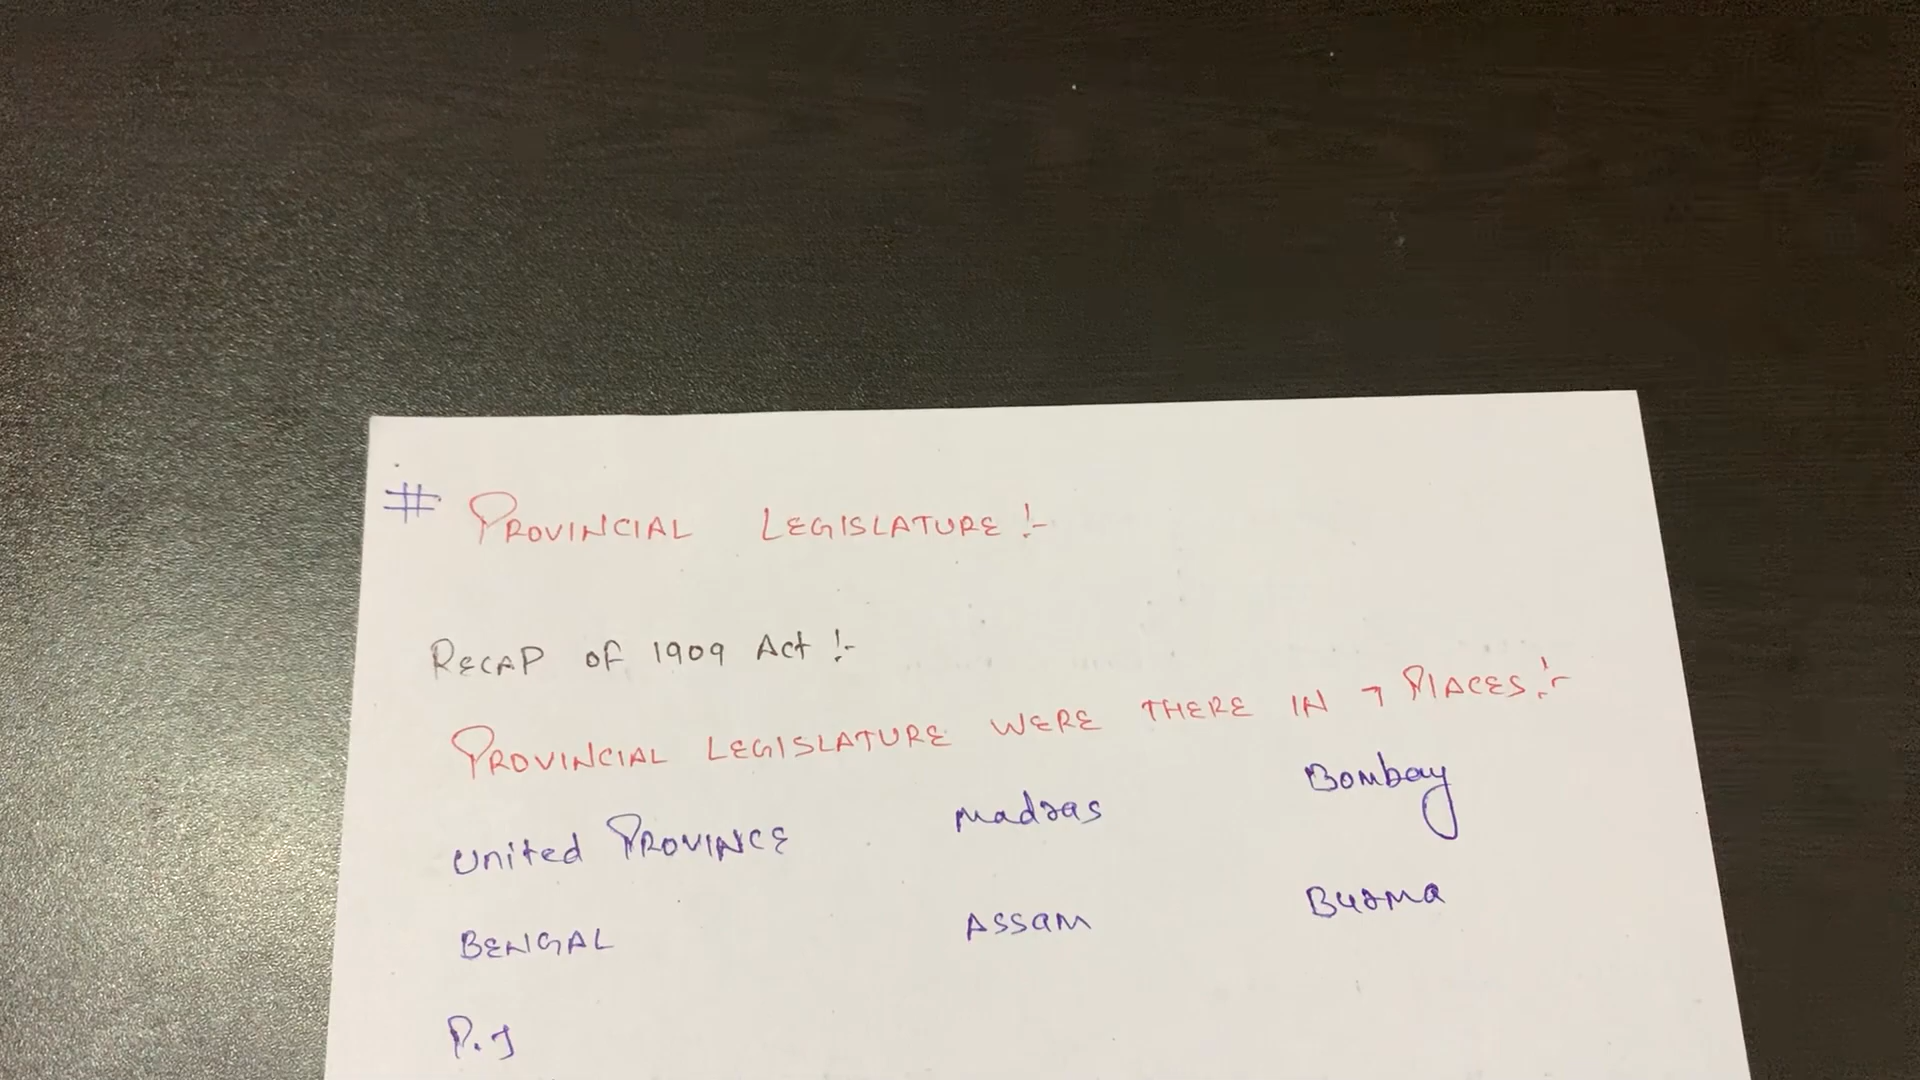 # PROVINCIAL LEGISLATURE :-
RECAP OF 1909 Act :-
PROVINCIAL LEGISLATURE WERE THERE IN 7 PlACES :-
United PROVINCE Madras Bombay
BENGAL ASSAM Burma